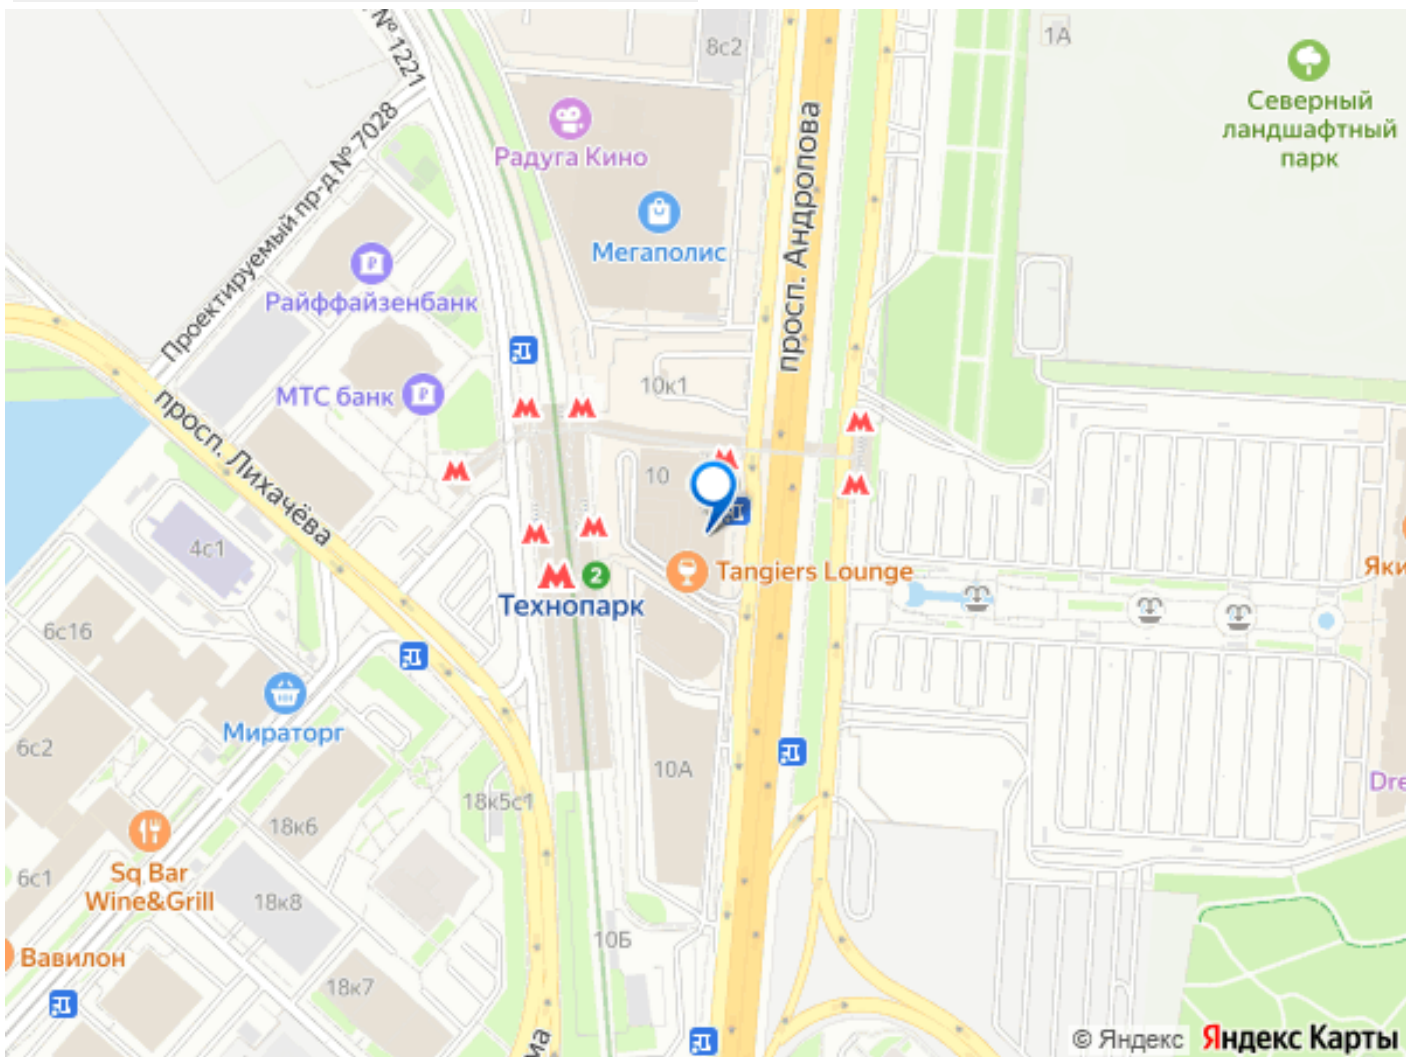 № 1221
8с2
1А
Северный
ландшафтный
парк
Проектируемый пр-д № 7028
Радуга Кино
просп. Андропова
Мегаполис
Райффайзенбанк
10к1
МТС банк
просп. Лихачёва
10
4с1
2
Tangiers Lounge
Технопарк
6с16
Мираторг
6с2
10А
18к5с1
18к6
Sq Bar
Wine&Grill
6с1
18к8
10Б
Вавилон
18к7
Яки
Dre
ма
© Яндекс Яндекс Карты